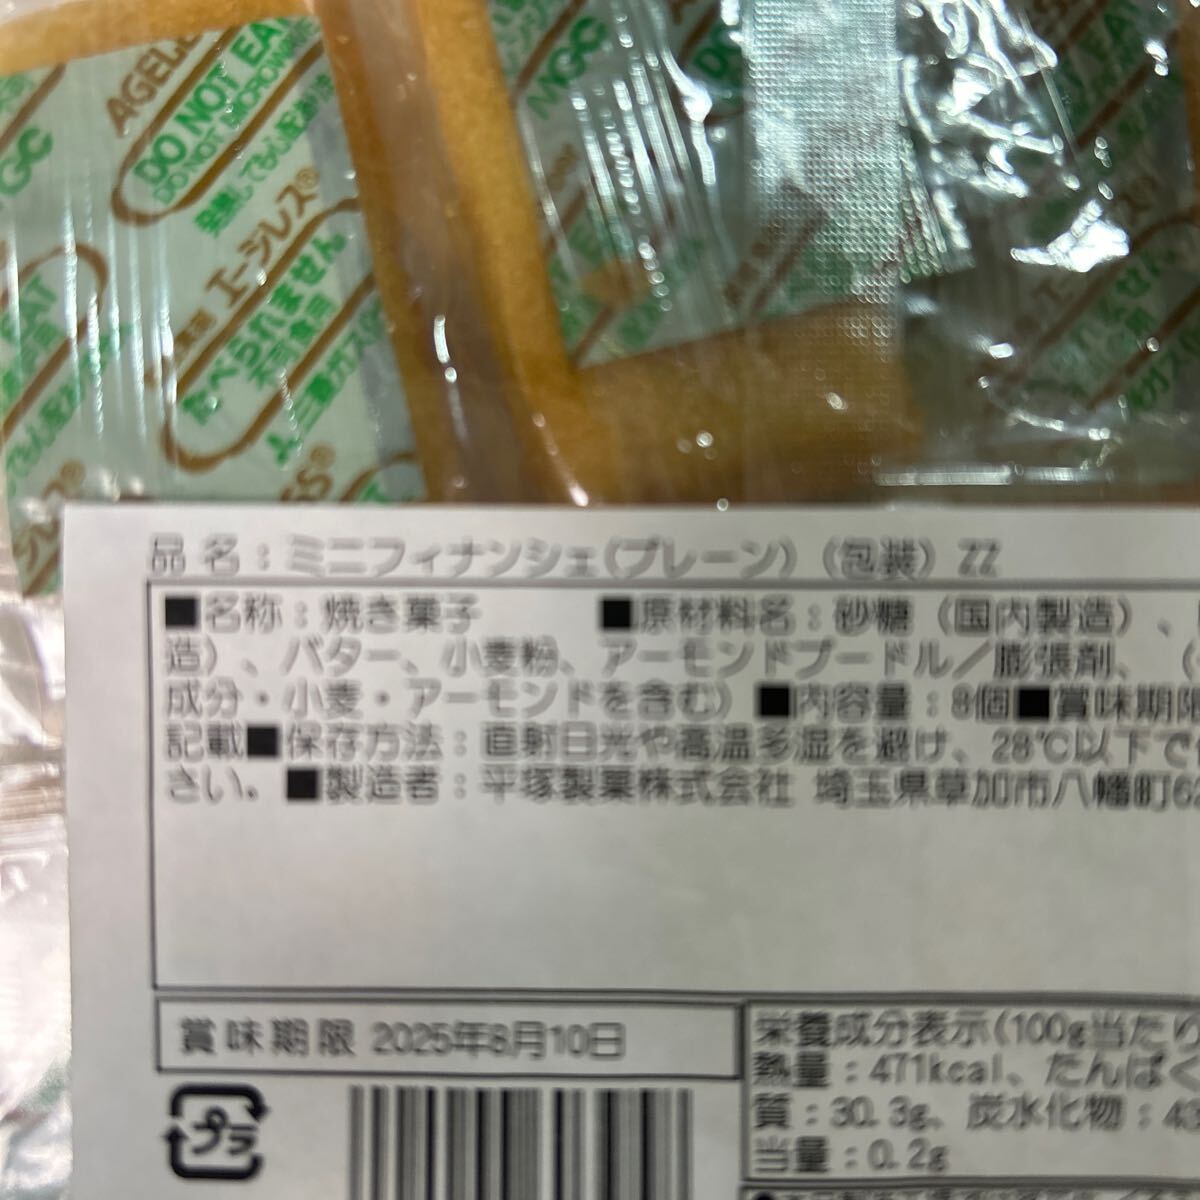 AGELE
DO NOT EAT
DO NOT MICROWAVE
エージレス®
たべられません
不可食用
三菱ガス化
MGC
品名：ミニフィナンシェ（プレーン）（包装）ZZ
■名称：焼き菓子　■原材料名：砂糖（国内製造）、
造）、バター、小麦粉、アーモンドプードル／膨張剤、（
成分・小麦・アーモンドを含む）■内容量：8個■賞味期限
記載■保存方法：直射日光や高温多湿を避け、28℃以下で
さい。■製造者：平塚製菓株式会社 埼玉県草加市八幡町62
賞味期限 2025年8月10日
栄養成分表示（100g当たり
熱量：471kcal、たんぱく
質：30.3g、炭水化物：43
当量：0.2g
プラ